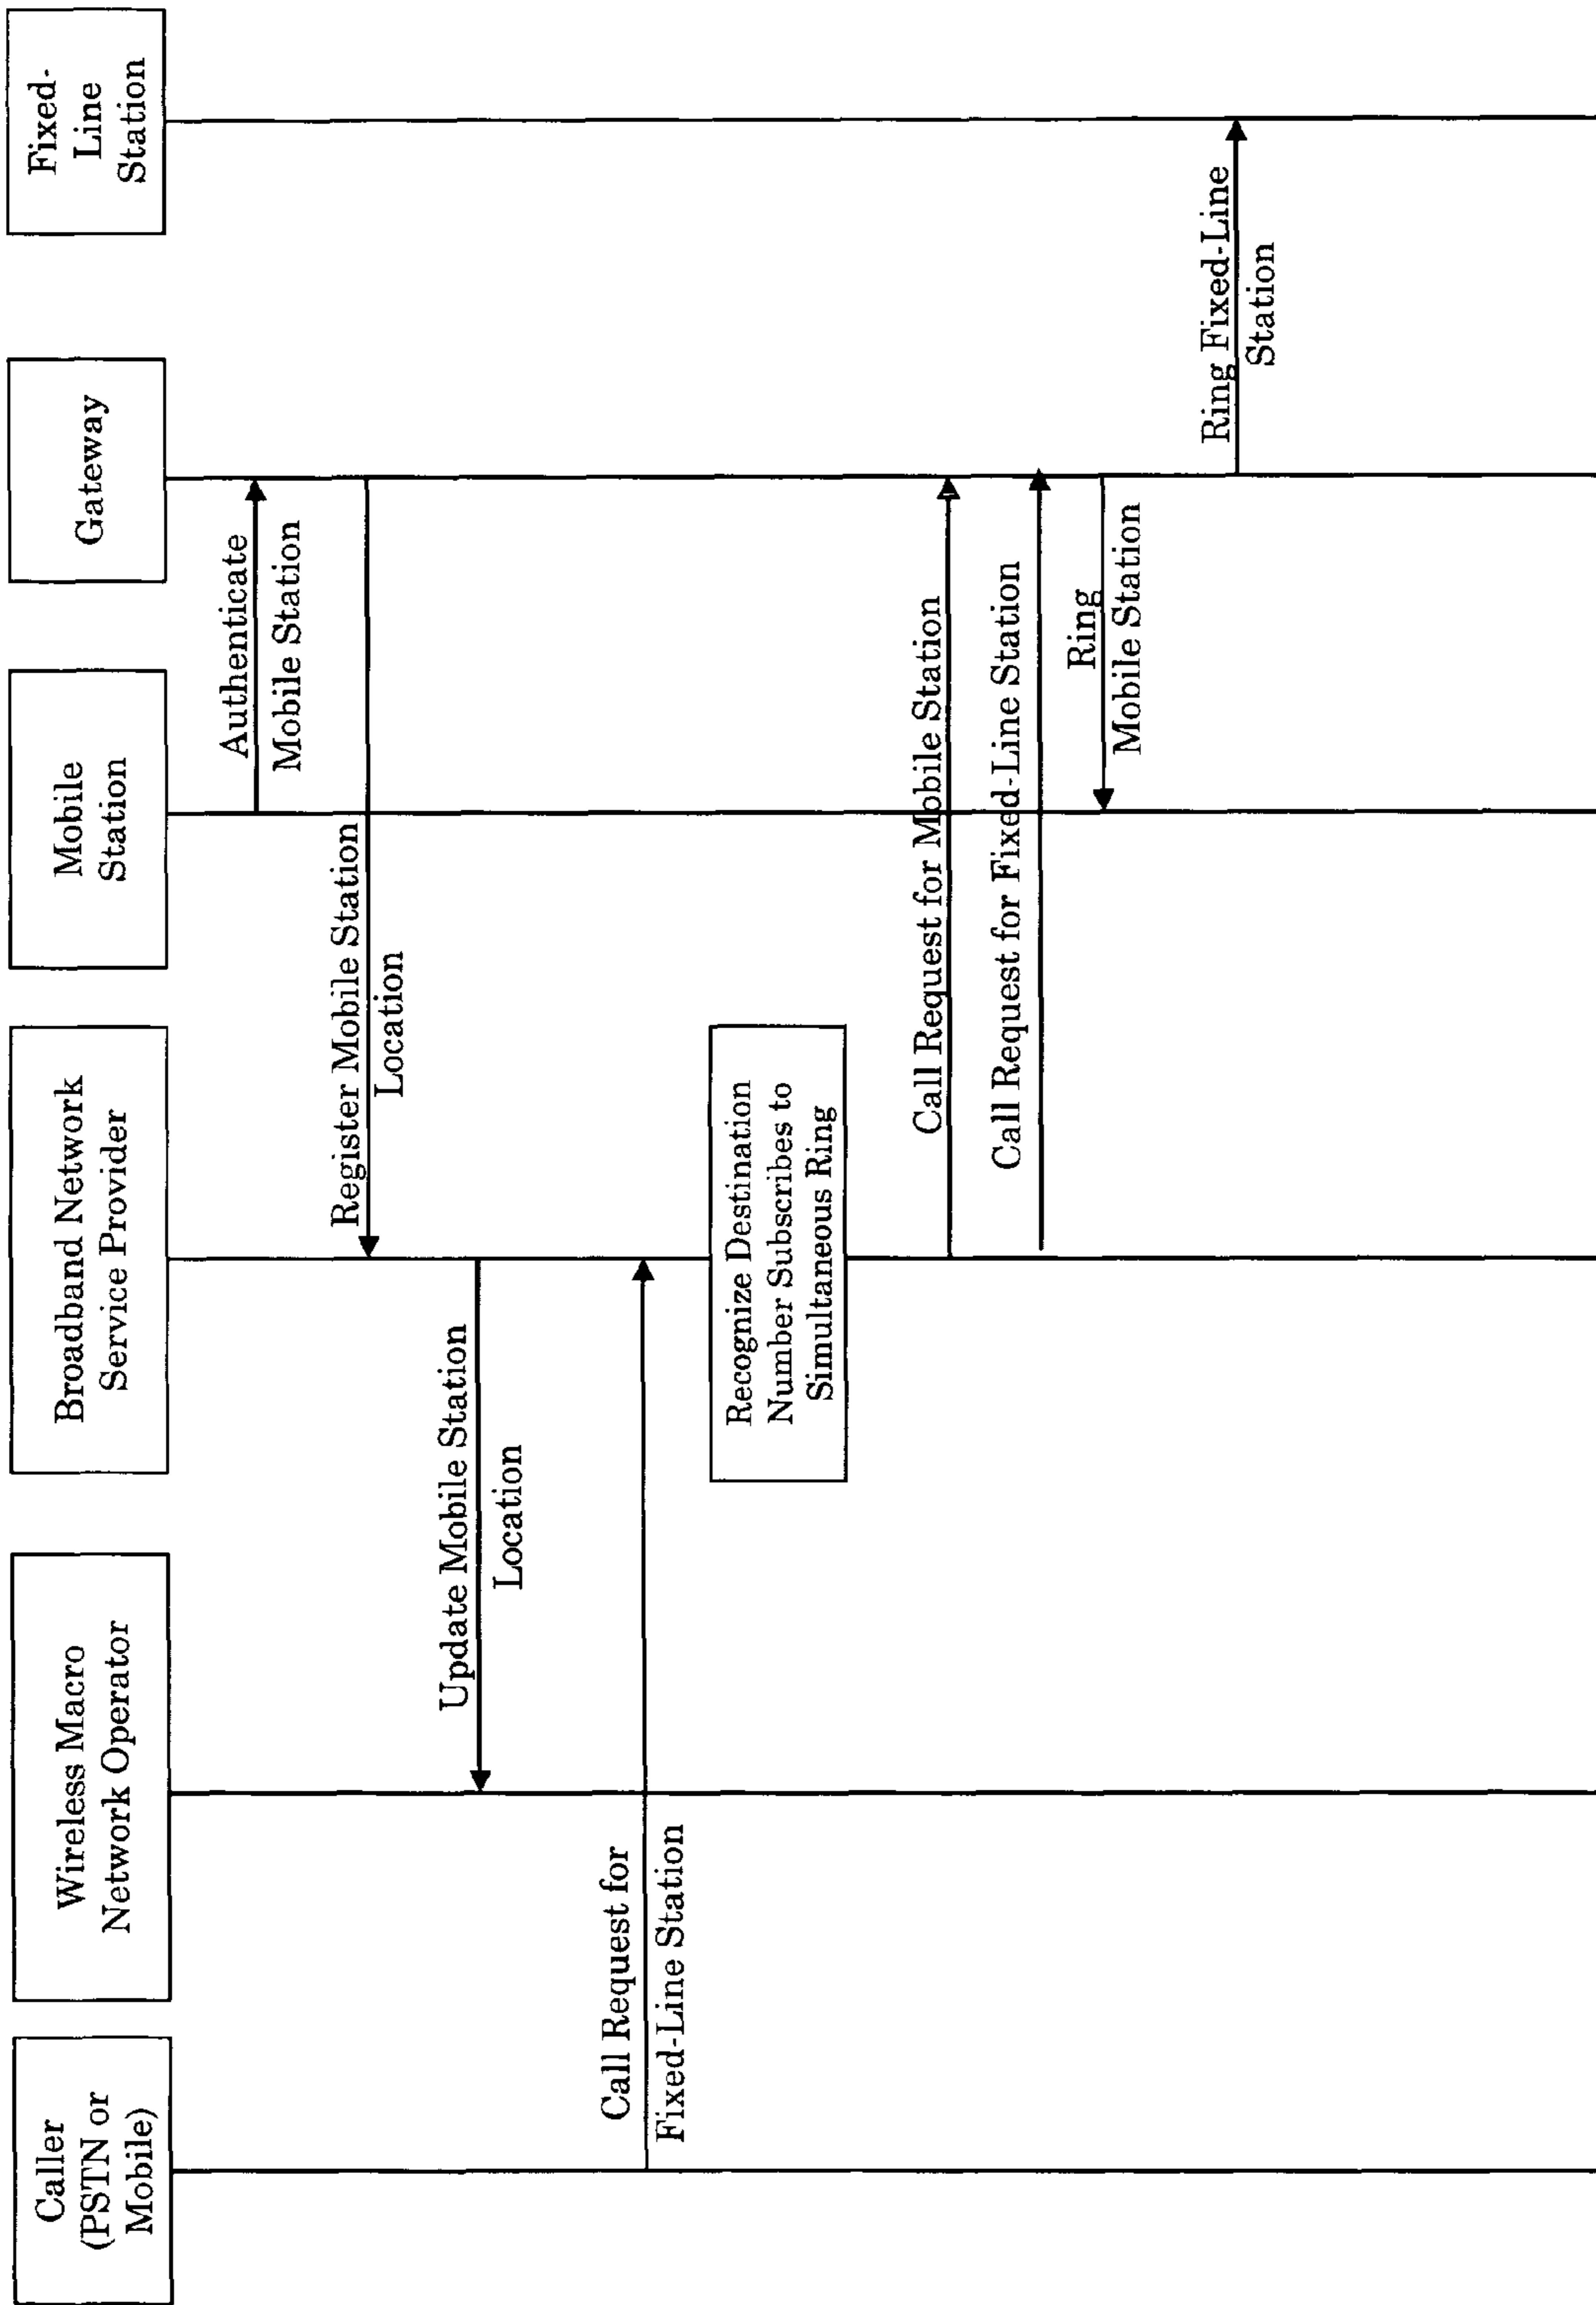 Caller
(PSTN or
Mobile)
Wireless Macro
Network Operator
Broadband Network
Service Provider
Mobile
Station
Gateway
Fixed-
Line
Station
Authenticate
Mobile Station
Register Mobile Station
Location
Update Mobile Station
Location
Call Request for
Fixed-Line Station
Recognize Destination
Number Subscribes to
Simultaneous Ring
Call Request for Mobile Station
Call Request for Fixed-Line Station
Ring
Mobile Station
Ring Fixed-Line
Station